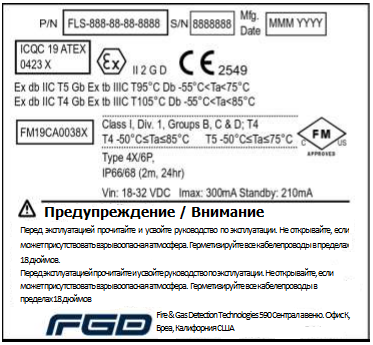 P/N FLS-888-88-88-8888 S/N 8888888 Mfg. Date MMM YYYY
ICQC 19 ATEX
0423 X
Ex II 2 G D CE 2549
Ex db IIC T5 Gb Ex tb IIIC T95°C Db -55°C<Ta<75°C
Ex db IIC T4 Gb Ex tb IIIC T105°C Db -55°C<Ta<85°C
FM19CA0038X
Class I, Div. 1, Groups B, C & D; T4
T4 -50°C≤Ta≤85°C T5 -50°C≤Ta≤75°C
Type 4X/6P,
IP66/68 (2m, 24hr)
C FM US
APPROVED
Vin: 18-32 VDC Imax: 300mA Standby: 210mA
Предупреждение / Внимание
Перед эксплуатацией прочитайте и усвойте руководство по эксплуатации. Не открывайте, если
может присутствовать взрывоопасная атмосфера. Герметизируйте все кабелепроводы в пределах
18 дюймов.
Перед эксплуатацией прочитайте и усвойте руководство по эксплуатации. Не открывайте, если
может присутствовать взрывоопасная атмосфера. Герметизируйте все кабелепроводы в
пределах 18 дюймов
FGD
Fire & Gas Detection Technologies 590 Сентрал авеню. Офис К,
Бреа, Калифорния США